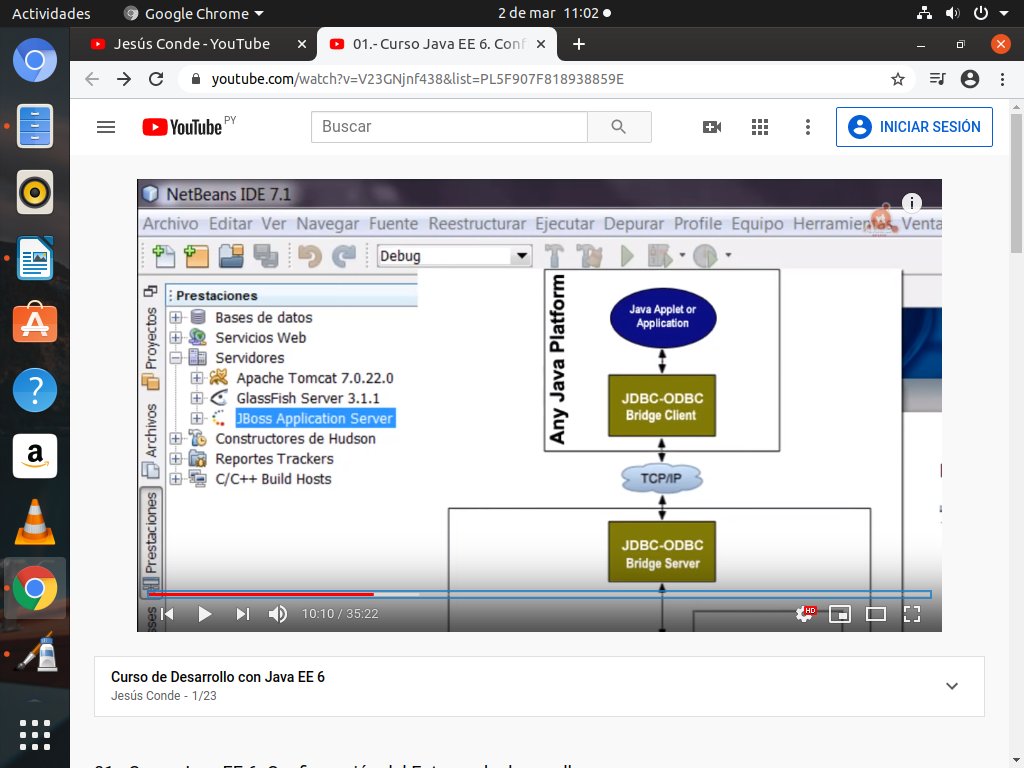 Actividades Google Chrome 2 de mar 11:02
Jesús Conde - YouTube 01.- Curso Java EE 6. Conf
youtube.com/watch?v=V23GNjnf438&list=PL5F907F818938859E
YouTube PY Buscar INICIAR SESIÓN
NetBeans IDE 7.1
Archivo Editar Ver Navegar Fuente Reestructurar Ejecutar Depurar Profile Equipo Herramientas Venta
Debug
Prestaciones
Bases de datos
Servicios Web
Servidores
Apache Tomcat 7.0.22.0
GlassFish Server 3.1.1
JBoss Application Server
Constructores de Hudson
Reportes Trackers
C/C++ Build Hosts
Proyectos
Archivos
Prestaciones
Any Java Platform
Java Applet or
Application
JDBC-ODBC
Bridge Client
TCP/IP
JDBC-ODBC
Bridge Server
10:10 / 35:22
HD
Curso de Desarrollo con Java EE 6
Jesús Conde - 1/23